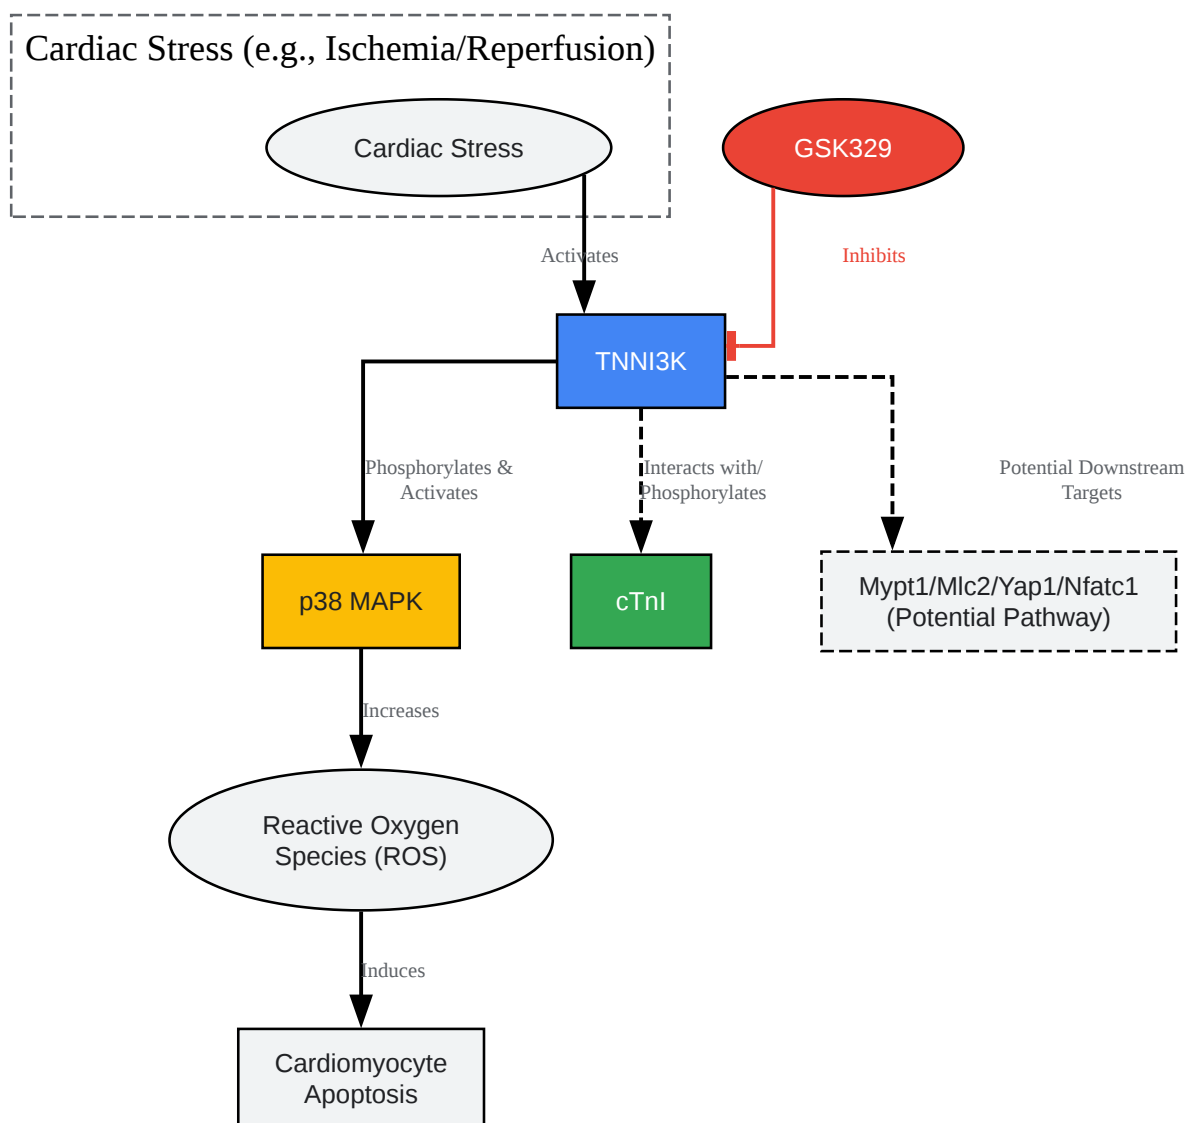 Cardiac Stress (e.g., Ischemia/Reperfusion)
Cardiac Stress
GSK329
Activates
Inhibits
TNNI3K
Phosphorylates &
Activates
Interacts with/
Phosphorylates
Potential Downstream
Targets
p38 MAPK
cTnI
Mypt1/Mlc2/Yap1/Nfatc1
(Potential Pathway)
Increases
Reactive Oxygen
Species (ROS)
Induces
Cardiomyocyte
Apoptosis